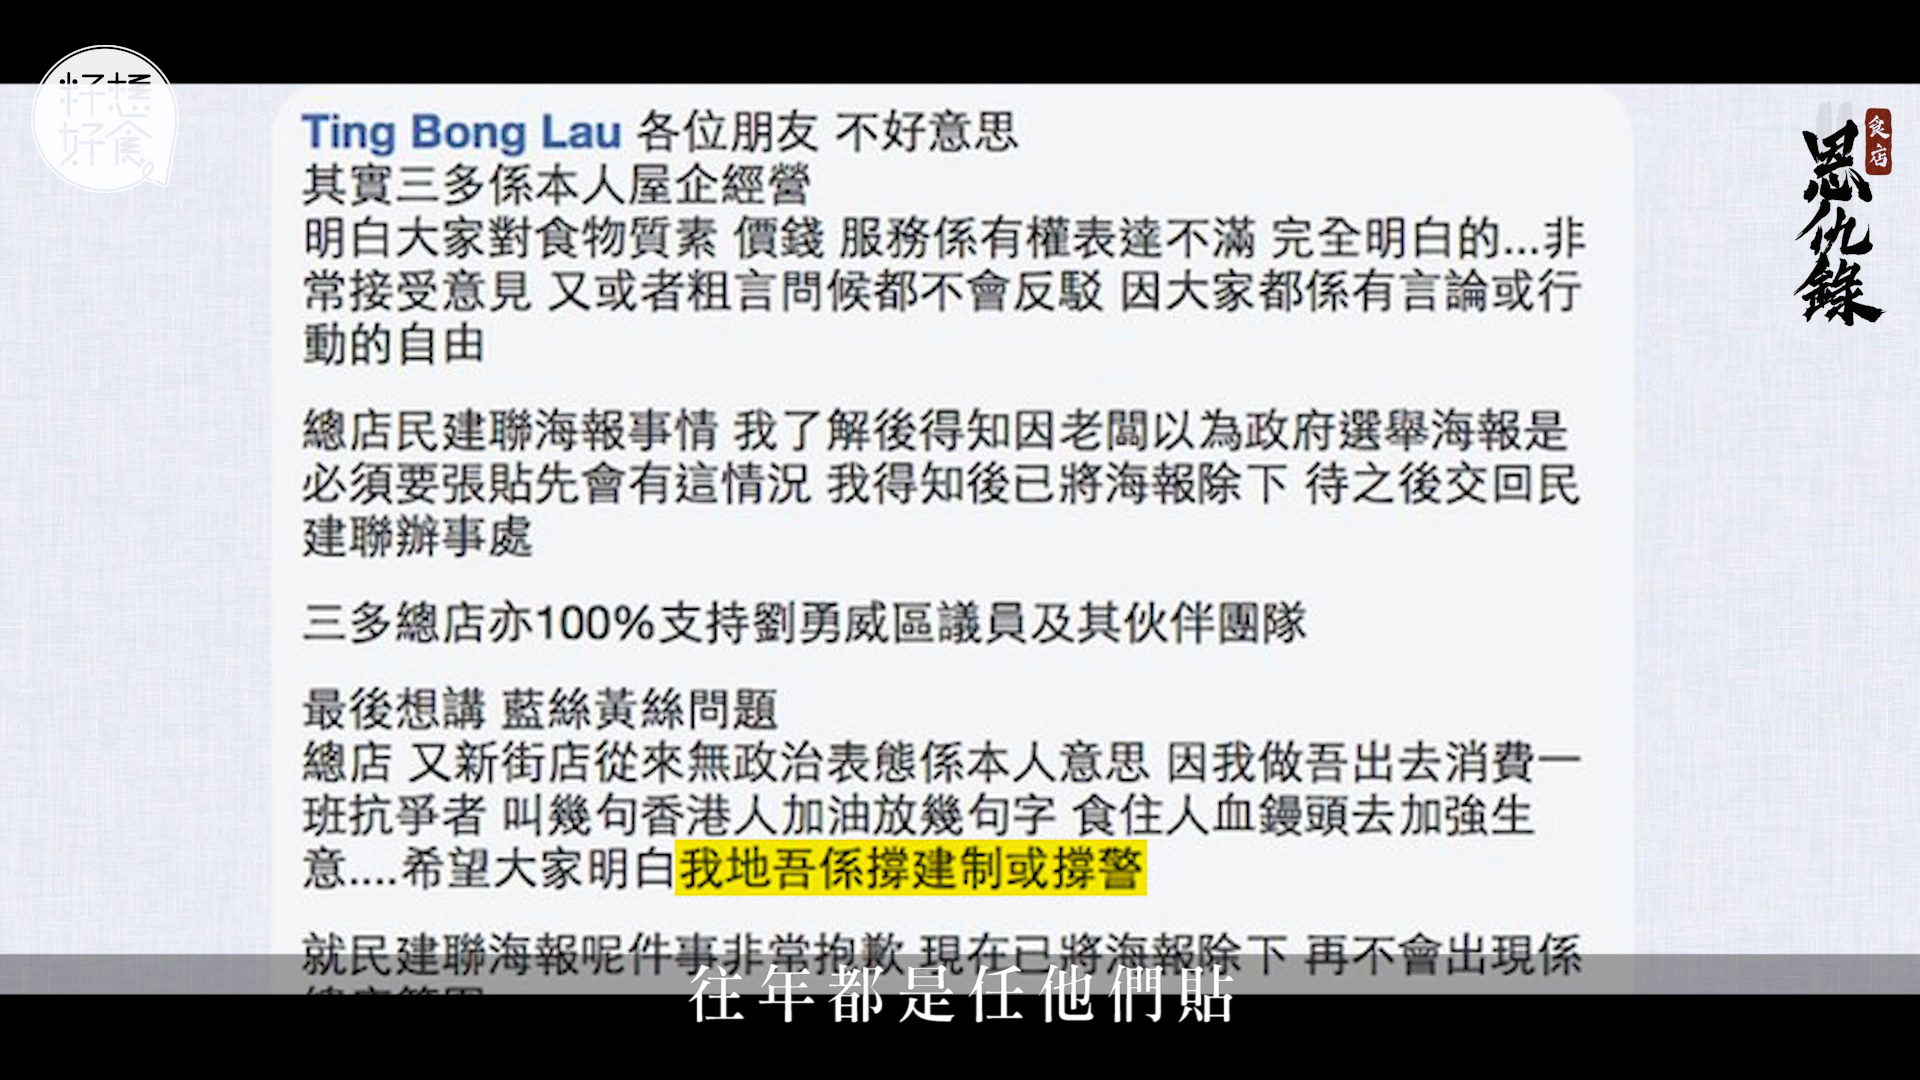 好想
好食
食店
恩仇錄
Ting Bong Lau 各位朋友 不好意思
其實三多係本人屋企經營
明白大家對食物質素 價錢 服務係有權表達不滿 完全明白的...非
常接受意見 又或者粗言問候都不會反駁 因大家都係有言論或行
動的自由
總店民建聯海報事情 我了解後得知因老闆以為政府選舉海報是
必須要張貼先會有這情況 我得知後已將海報除下 待之後交回民
建聯辦事處
三多總店亦100%支持劉勇威區議員及其伙伴團隊
最後想講 藍絲黃絲問題
總店 又新街店從來無政治表態係本人意思 因我做吾出去消費一
班抗爭者 叫幾句香港人加油放幾句字 食住人血饅頭去加強生
意....希望大家明白我地吾係撐建制或撐警
就民建聯海報呢件事非常抱歉 現在已將海報除下 再不會出現係
往年都是任他們貼